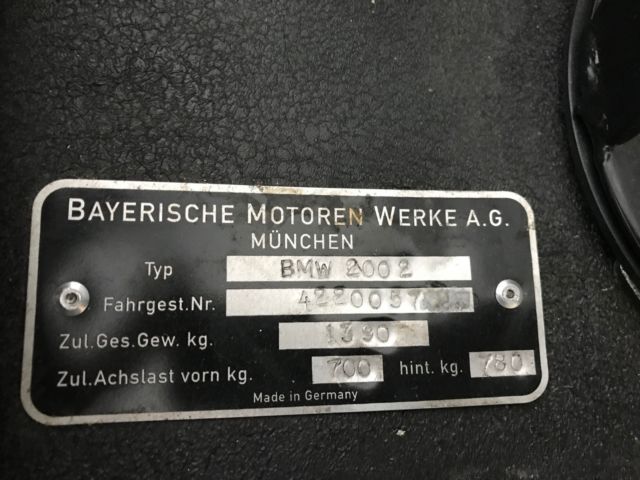 BAYERISCHE MOTOREN WERKE A.G.
MÜNCHEN
Typ BMW 2002
Fahrgest.Nr.
Zul.Ges.Gew. kg. 1390
Zul.Achslast vorn kg. 700 hint. kg. 780
Made in Germany